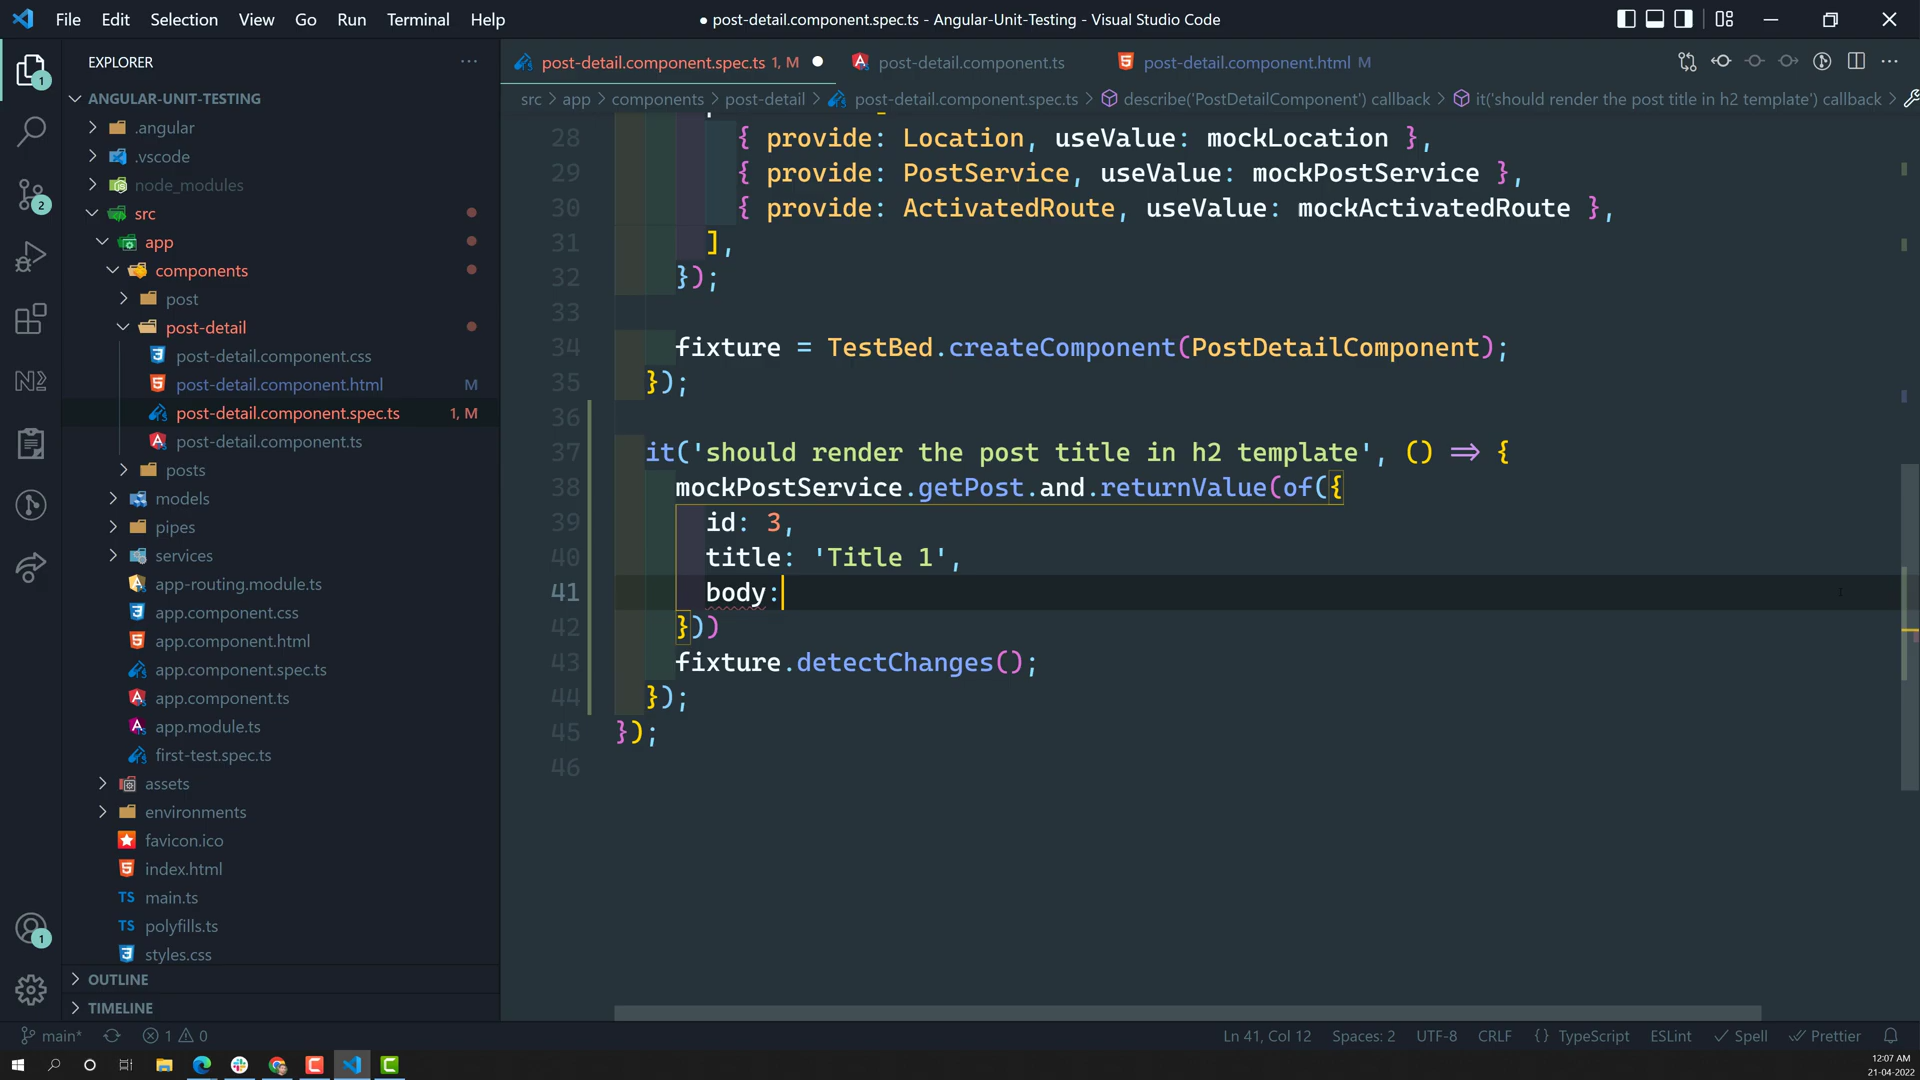 File Edit Selection View Go Run Terminal Help
● post-detail.component.spec.ts - Angular-Unit-Testing - Visual Studio Code
EXPLORER
ANGULAR-UNIT-TESTING
.angular
.vscode
node_modules
src
app
components
post
post-detail
post-detail.component.css
post-detail.component.html M
post-detail.component.spec.ts 1, M
post-detail.component.ts
posts
models
pipes
services
app-routing.module.ts
app.component.css
app.component.html
app.component.spec.ts
app.component.ts
app.module.ts
first-test.spec.ts
assets
environments
favicon.ico
index.html
TS main.ts
TS polyfills.ts
styles.css
OUTLINE
TIMELINE
1
2
1
post-detail.component.spec.ts 1, M ●
post-detail.component.ts
post-detail.component.html M
src > app > components > post-detail > post-detail.component.spec.ts > describe('PostDetailComponent') callback > it('should render the post title in h2 template') callback >
28 { provide: Location, useValue: mockLocation },
29 { provide: PostService, useValue: mockPostService },
30 { provide: ActivatedRoute, useValue: mockActivatedRoute },
31 ],
32 });
33
34 fixture = TestBed.createComponent(PostDetailComponent);
35 });
36
37 it('should render the post title in h2 template', () => {
38 mockPostService.getPost.and.returnValue(of({
39 id: 3,
40 title: 'Title 1',
41 body:
42 }))
43 fixture.detectChanges();
44 });
45 });
46
main* 1 0
Ln 41, Col 12 Spaces: 2 UTF-8 CRLF {} TypeScript ESLint Spell Prettier
12:07 AM
21-04-2022